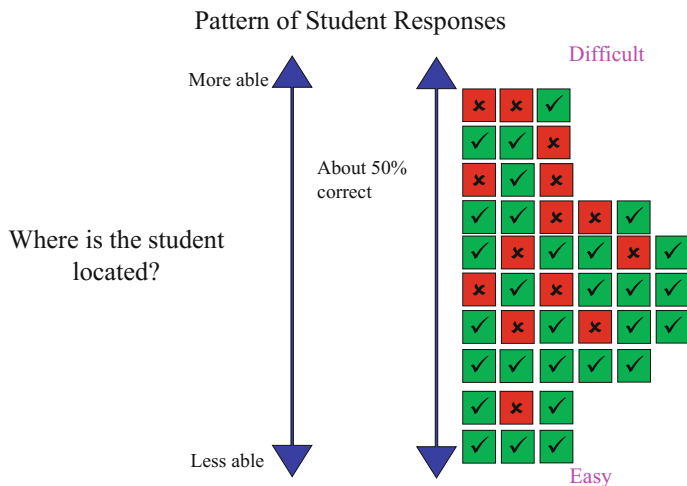 Pattern of Student Responses
Difficult
More able
About 50%
correct
Where is the student
located?
Less able
Easy